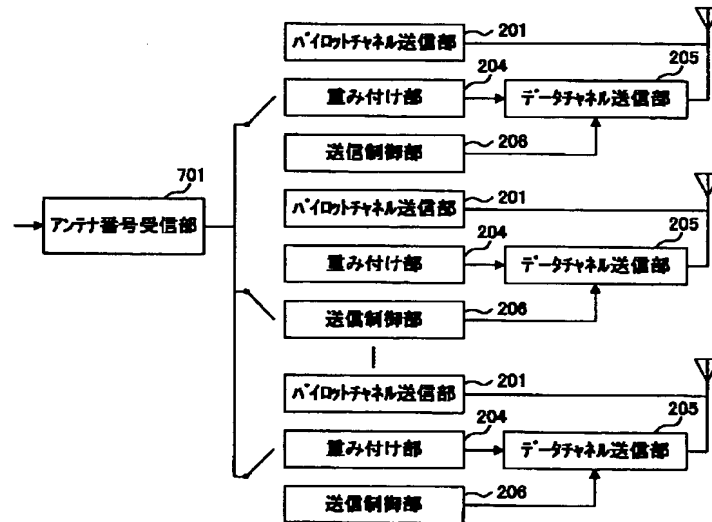 パイロットチャネル送信部
201
重み付け部
204
データチャネル送信部
205
送信制御部
206
アンテナ番号受信部
701
パイロットチャネル送信部
201
重み付け部
204
データチャネル送信部
205
送信制御部
206
パイロットチャネル送信部
201
重み付け部
204
データチャネル送信部
205
送信制御部
206